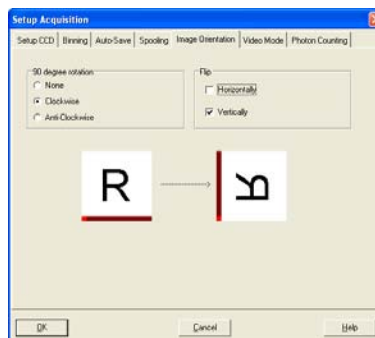 Setup Acquisition
Setup CCD Binning Auto-Save Spooling Image Orientation Video Mode Photon Counting
90 degree rotation
None
Clockwise
Anti-Clockwise
Flip
Horizontally
Vertically
R
R
OK Cancel Help